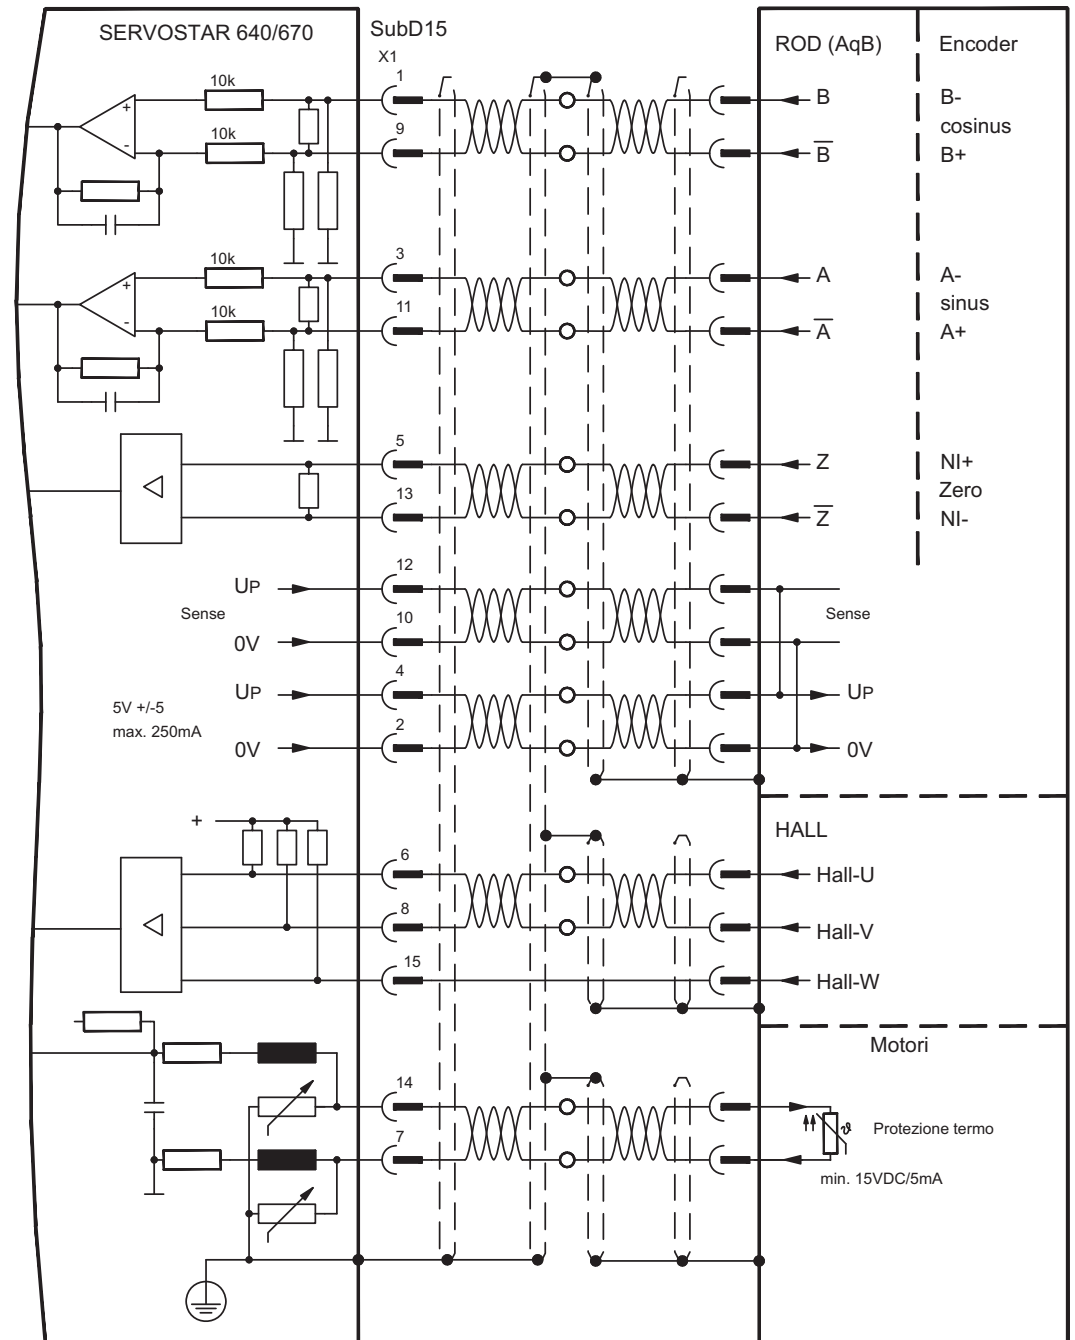 SERVOSTAR 640/670
SubD15
X1
ROD (AqB)
Encoder
10k
1
B
B-
cosinus
10k
9
B̅
B+
+
-
10k
3
A
A-
sinus
10k
11
A̅
A+
+
-
5
Z
NI+
Zero
13
Z̅
NI-
UP
12
Sense
Sense
0V
10
UP
4
UP
5V +/-5
max. 250mA
0V
2
0V
+
HALL
6
Hall-U
8
Hall-V
15
Hall-W
Motori
14
ϑ
Protezione termo
7
min. 15VDC/5mA